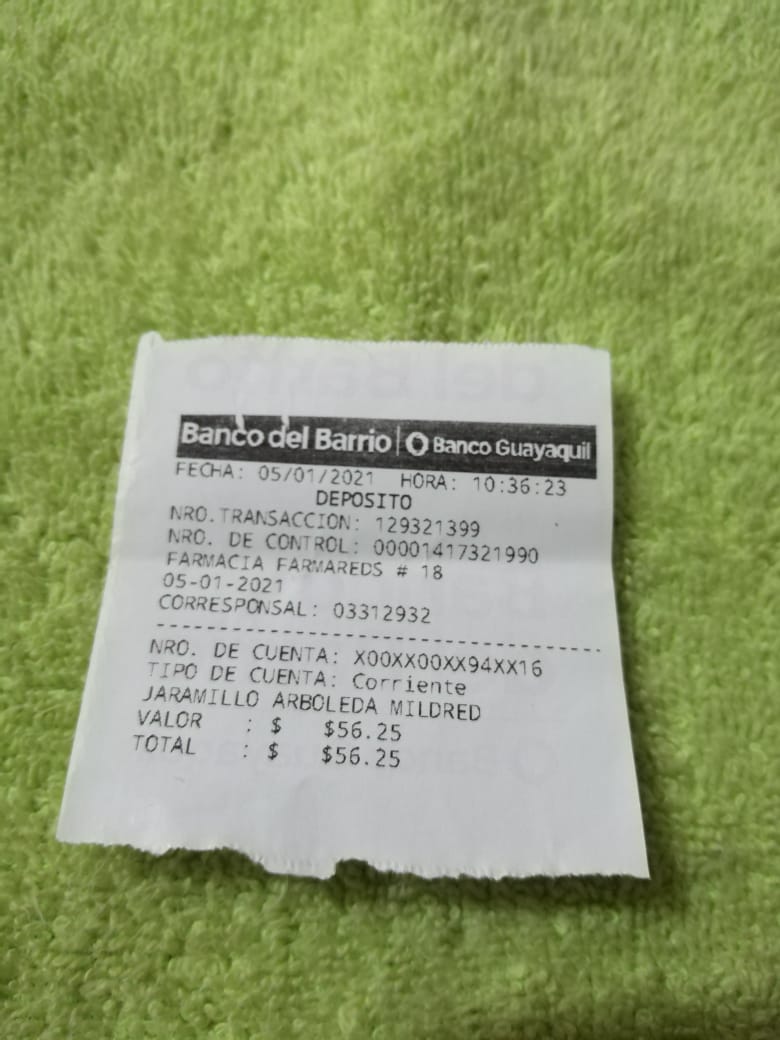 Banco del Barrio | Banco Guayaquil
FECHA: 05/01/2021 HORA: 10:36:23
DEPOSITO
NRO.TRANSACCION: 129321399
NRO. DE CONTROL: 00001417321990
FARMACIA FARMAREDS # 18
05-01-2021
CORRESPONSAL: 03312932
--------------------------------------
NRO. DE CUENTA: X00XX00XX94XX16
TIPO DE CUENTA: Corriente
JARAMILLO ARBOLEDA MILDRED
VALOR : $ $56.25
TOTAL : $ $56.25